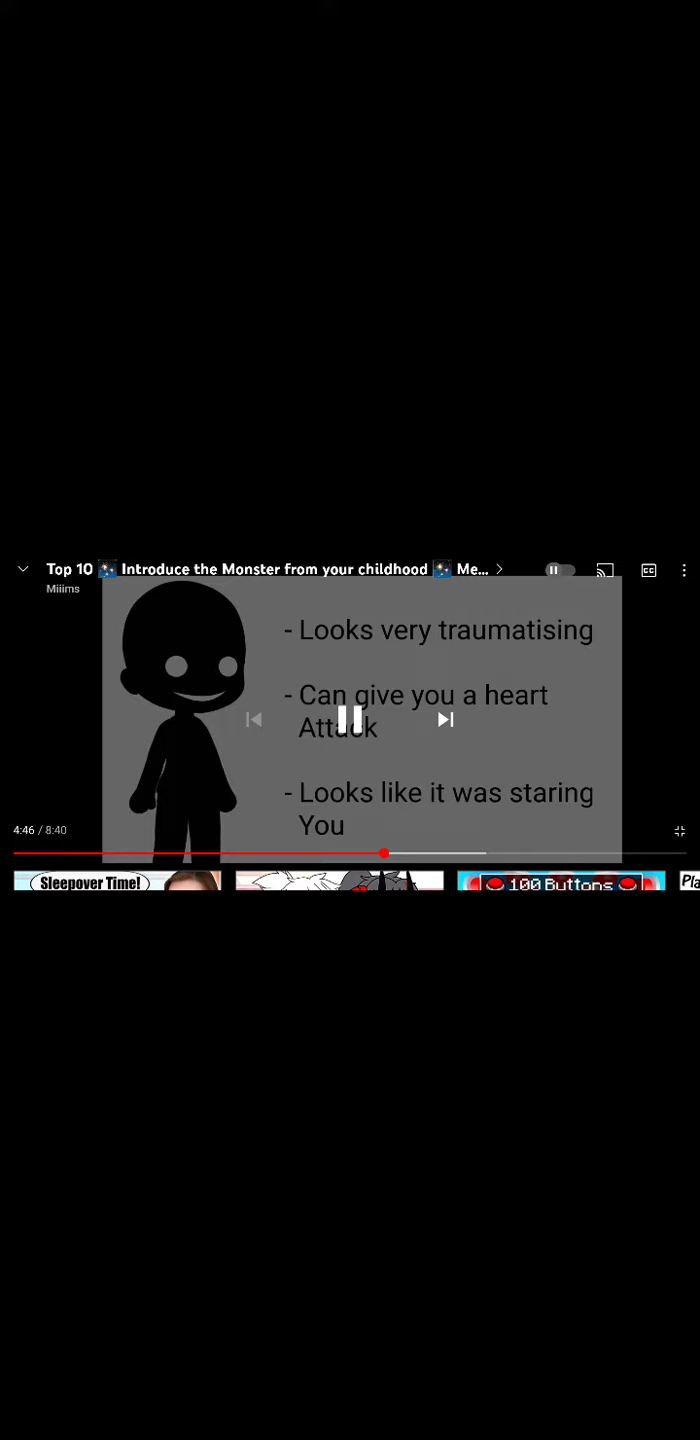 Top 10 🌠 Introduce the Monster from your childhood 🌠 Me...
Miiims
- Looks very traumatising
- Can give you a heart
Attack
- Looks like it was staring
You
4:46 / 8:40
Sleepover Time!
100 Buttons
Pla